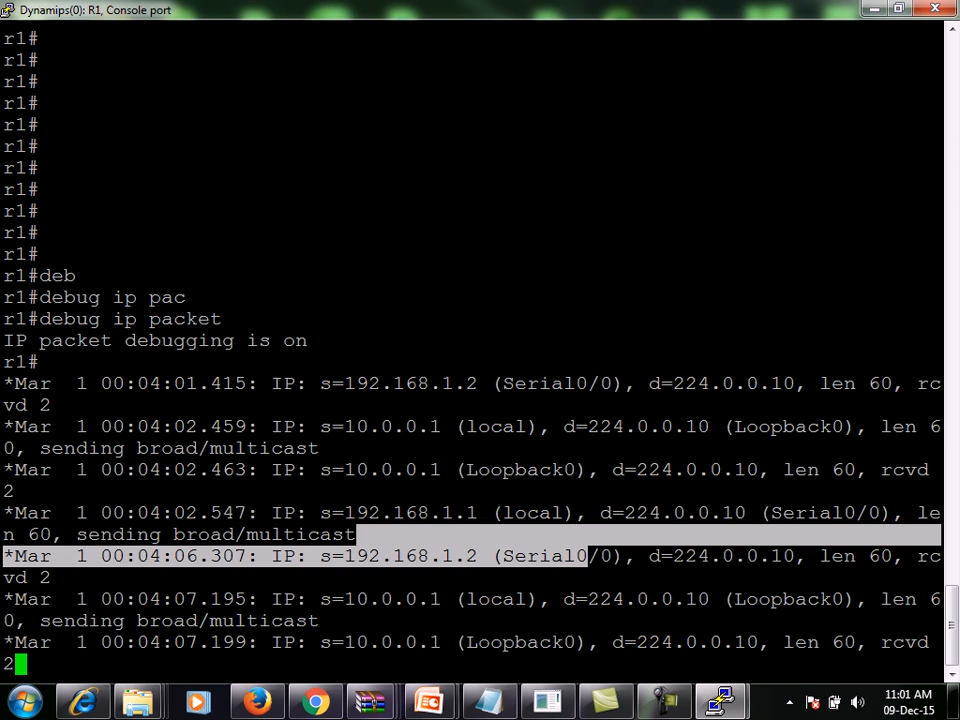 Dynamips(0): R1, Console port
r1#
r1#
r1#
r1#
r1#
r1#
r1#
r1#
r1#
r1#
r1#
r1#deb
r1#debug ip pac
r1#debug ip packet
IP packet debugging is on
r1#
*Mar  1 00:04:01.415: IP: s=192.168.1.2 (Serial0/0), d=224.0.0.10, len 60, rc
vd 2
*Mar  1 00:04:02.459: IP: s=10.0.0.1 (local), d=224.0.0.10 (Loopback0), len 6
0, sending broad/multicast
*Mar  1 00:04:02.463: IP: s=10.0.0.1 (Loopback0), d=224.0.0.10, len 60, rcvd
2
*Mar  1 00:04:02.547: IP: s=192.168.1.1 (local), d=224.0.0.10 (Serial0/0), le
n 60, sending broad/multicast
*Mar  1 00:04:06.307: IP: s=192.168.1.2 (Serial0/0), d=224.0.0.10, len 60, rc
vd 2
*Mar  1 00:04:07.195: IP: s=10.0.0.1 (local), d=224.0.0.10 (Loopback0), len 6
0, sending broad/multicast
*Mar  1 00:04:07.199: IP: s=10.0.0.1 (Loopback0), d=224.0.0.10, len 60, rcvd
2
11:01 AM
09-Dec-15